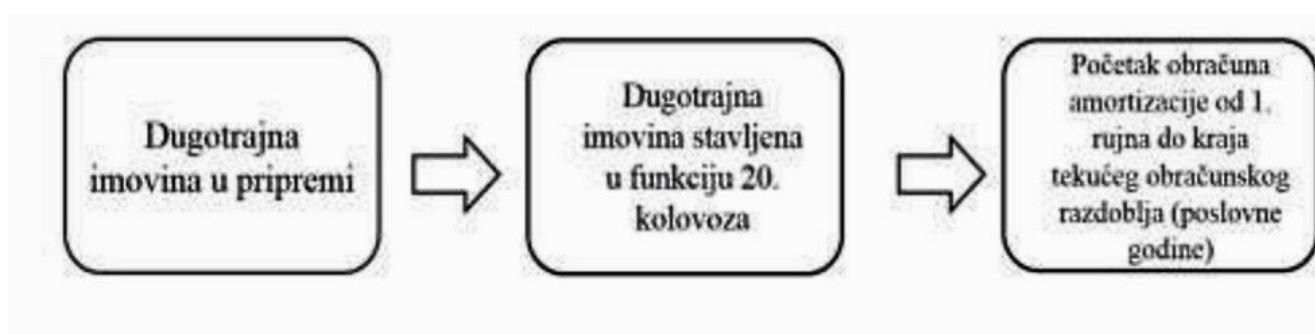 Dugotrajna
imovina u pripremi
Dugotrajna
imovina stavljena
u funkciju 20.
kolovoza
Početak obračuna
amortizacije od 1.
rujna do kraja
tekućeg obračunskog
razdoblja (poslovne
godine)